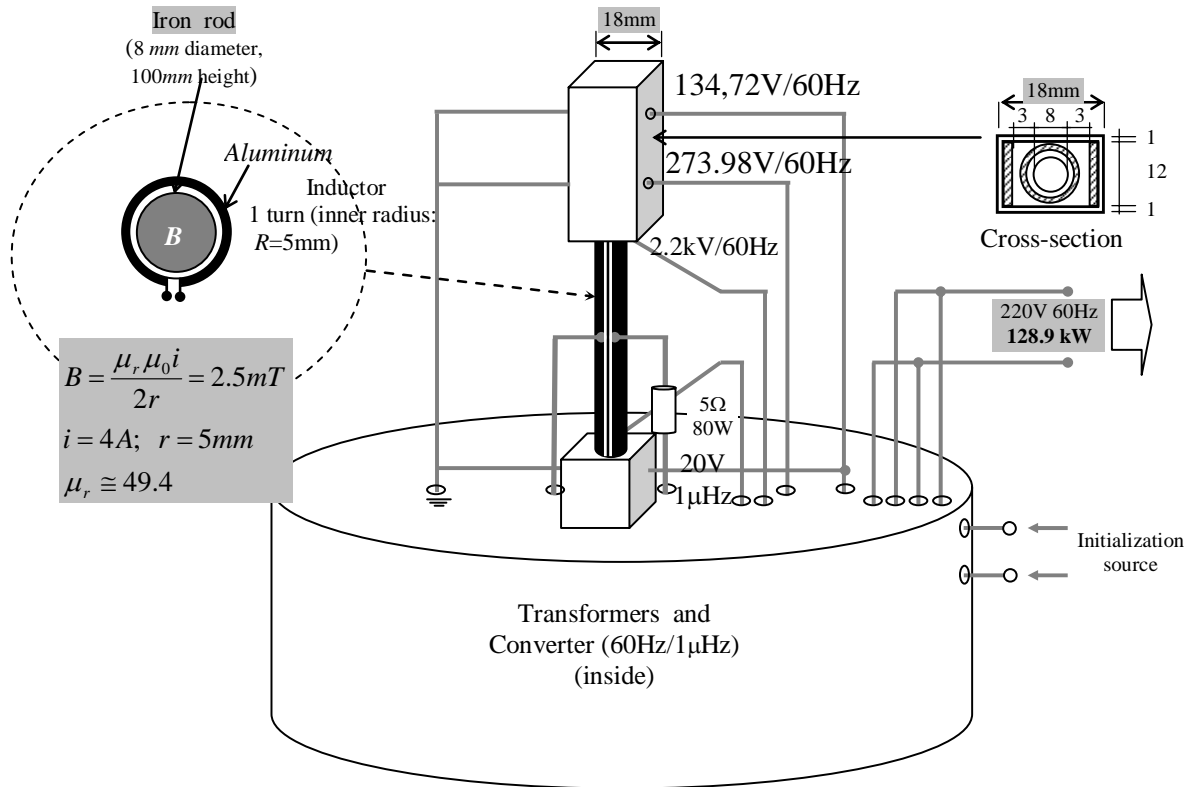 Iron rod
(8 mm diameter,
100mm height)
Aluminum
Inductor
1 turn (inner radius:
R=5mm)
B
B = μrμ0i / 2r = 2.5mT
i = 4A; r = 5mm
μr ≅ 49.4
18mm
134,72V/60Hz
273.98V/60Hz
2.2kV/60Hz
5Ω
80W
20V
1μHz
18mm
3 8 3
1
12
1
Cross-section
220V 60Hz
128.9 kW
Initialization
source
Transformers and
Converter (60Hz/1μHz)
(inside)